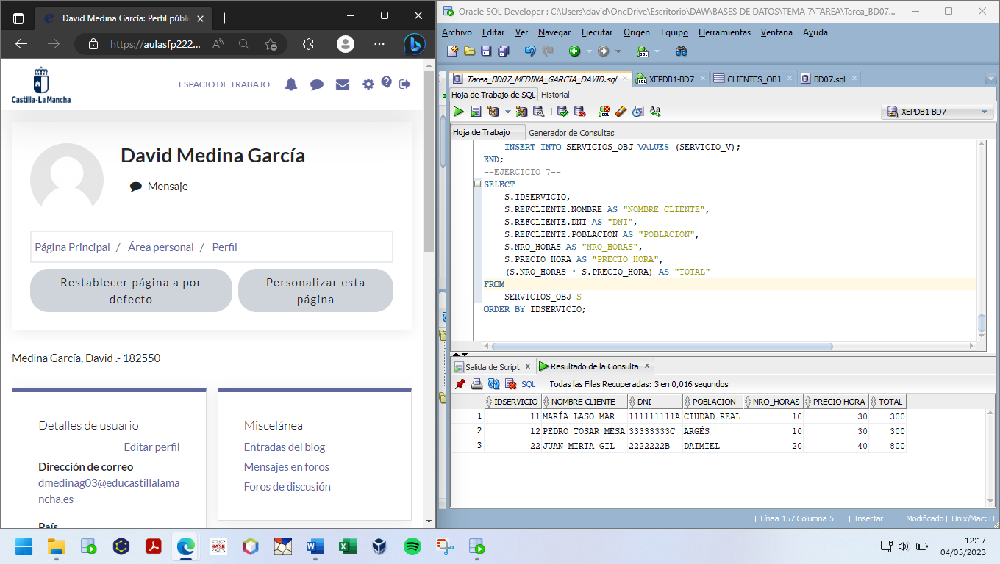 David Medina García: Perfil públi
https://aulasfp222...
Castilla-La Mancha
ESPACIO DE TRABAJO
David Medina García
Mensaje
Página Principal / Área personal / Perfil
Restablecer página a por defecto
Personalizar esta página
Medina García, David .- 182550
Detalles de usuario
Editar perfil
Dirección de correo
dmedinag03@educastillalama
ncha.es
País
Miscelánea
Entradas del blog
Mensajes en foros
Foros de discusión
Oracle SQL Developer : C:\Users\david\OneDrive\Escritorio\DAW\BASES DE DATOS\TEMA 7\TAREA\Tarea_BD07...
Archivo Editar Ver Navegar Ejecutar Origen Equipo Herramientas Ventana Ayuda
Tarea_BD07_MEDINA_GARCIA_DAVID.sql XEPDB1-BD7 CLIENTES_OBJ BD07.sql
Hoja de Trabajo de SQL Historial
XEPDB1-BD7
Hoja de Trabajo Generador de Consultas
INSERT INTO SERVICIOS_OBJ VALUES (SERVICIO_V);
END;
--EJERCICIO 7--
SELECT
S.IDSERVICIO,
S.REFCLIENTE.NOMBRE AS "NOMBRE CLIENTE",
S.REFCLIENTE.DNI AS "DNI",
S.REFCLIENTE.POBLACION AS "POBLACION",
S.NRO_HORAS AS "NRO_HORAS",
S.PRECIO_HORA AS "PRECIO HORA",
(S.NRO_HORAS * S.PRECIO_HORA) AS "TOTAL"
FROM
SERVICIOS_OBJ S
ORDER BY IDSERVICIO;
Salida de Script Resultado de la Consulta
SQL Todas las Filas Recuperadas: 3 en 0,016 segundos
IDSERVICIO NOMBRE CLIENTE DNI POBLACION NRO_HORAS PRECIO HORA TOTAL
1 11 MARÍA LASO MAR 111111111A CIUDAD REAL 10 30 300
2 12 PEDRO TOSAR MESA 33333333C ARGÉS 10 30 300
3 22 JUAN MIRTA GIL 2222222B DAIMIEL 20 40 800
Línea 157 Columna 5 Insertar Modificado Unix/Mac: LF
12:17
04/05/2023